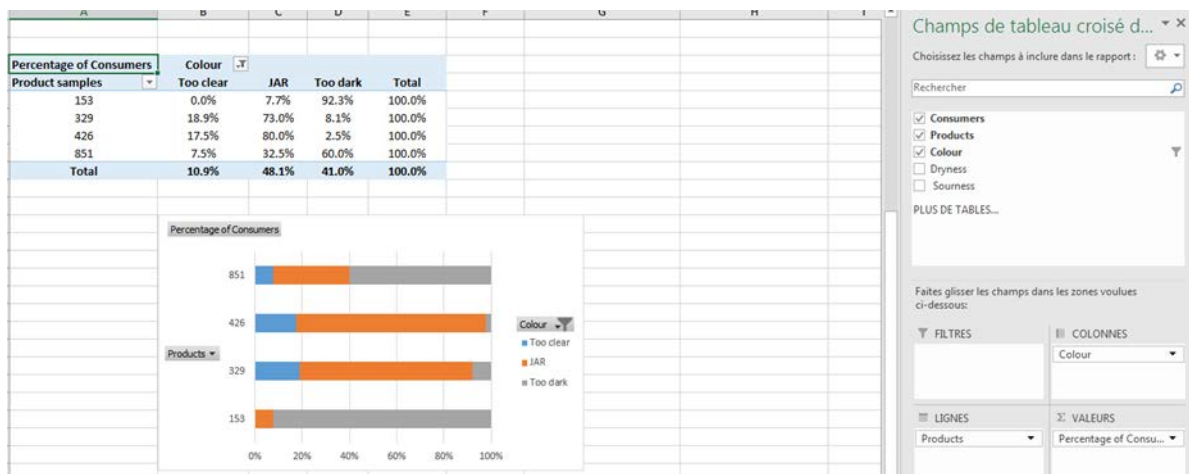 A B C D E F G H I
Percentage of Consumers Colour
Product samples Too clear JAR Too dark Total
153 0.0% 7.7% 92.3% 100.0%
329 18.9% 73.0% 8.1% 100.0%
426 17.5% 80.0% 2.5% 100.0%
851 7.5% 32.5% 60.0% 100.0%
Total 10.9% 48.1% 41.0% 100.0%
Percentage of Consumers
851
426
Products
329
153
0% 20% 40% 60% 80% 100%
Colour
Too clear
JAR
Too dark
Champs de tableau croisé d...
Choisissez les champs à inclure dans le rapport :
Rechercher
Consumers
Products
Colour
Dryness
Sourness
PLUS DE TABLES...
Faites glisser les champs dans les zones voulues
ci-dessous:
FILTRES COLONNES
Colour
LIGNES Σ VALEURS
Products Percentage of Consu...